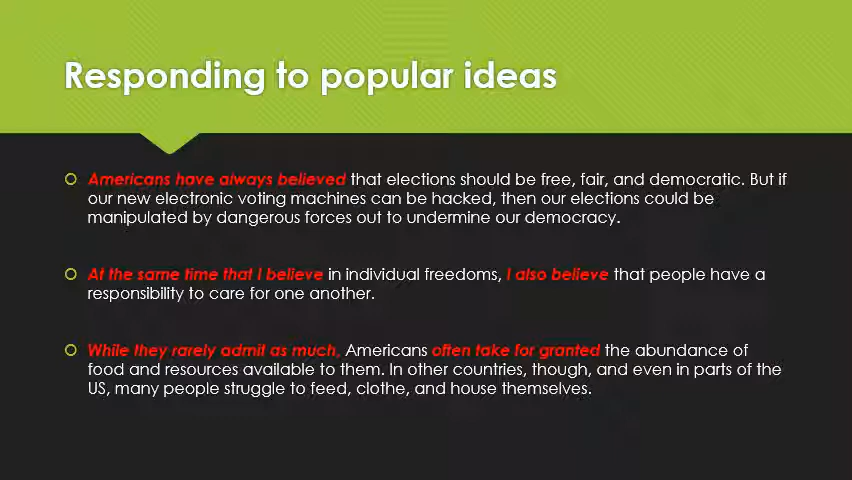 Responding to popular ideas
Americans have always believed that elections should be free, fair, and democratic. But if
our new electronic voting machines can be hacked, then our elections could be
manipulated by dangerous forces out to undermine our democracy.
At the same time that I believe in individual freedoms, I also believe that people have a
responsibility to care for one another.
While they rarely admit as much, Americans often take for granted the abundance of
food and resources available to them. In other countries, though, and even in parts of the
US, many people struggle to feed, clothe, and house themselves.